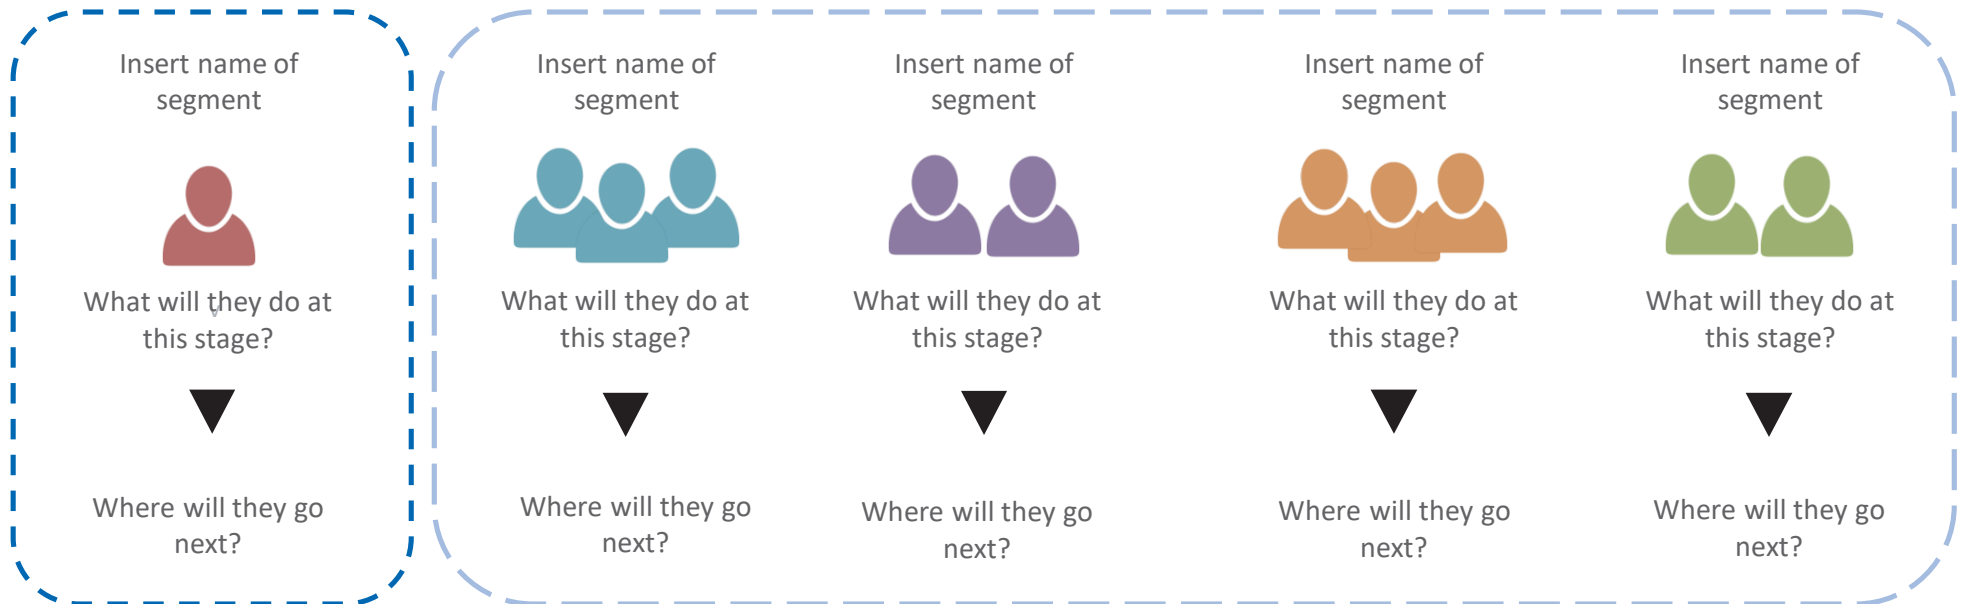 Insert name of
segment
What will they do at
this stage?
Where will they go
next?
Insert name of
segment
What will they do at
this stage?
Where will they go
next?
Insert name of
segment
What will they do at
this stage?
Where will they go
next?
Insert name of
segment
What will they do at
this stage?
Where will they go
next?
Insert name of
segment
What will they do at
this stage?
Where will they go
next?